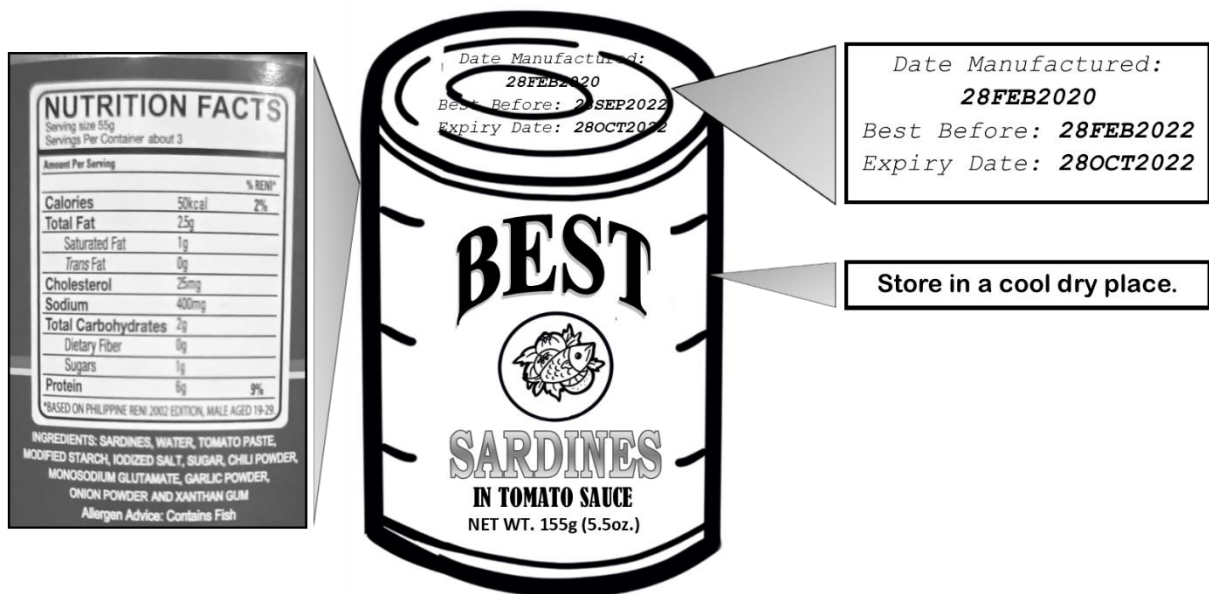 NUTRITION FACTS
Serving size 55g
Servings Per Container about 3
Amount Per Serving
% RENI*
Calories 50kcal 2%
Total Fat 2.5g
Saturated Fat 1g
Trans Fat 0g
Cholesterol 25mg
Sodium 400mg
Total Carbohydrates 2g
Dietary Fiber 0g
Sugars 1g
Protein 6g 9%
*BASED ON PHILIPPINE RENI 2002 EDITION, MALE AGED 19-29
INGREDIENTS: SARDINES, WATER, TOMATO PASTE,
MODIFIED STARCH, IODIZED SALT, SUGAR, CHILI POWDER,
MONOSODIUM GLUTAMATE, GARLIC POWDER,
ONION POWDER AND XANTHAN GUM
Allergen Advice: Contains Fish
Date Manufactured:
28FEB2020
Best Before: 28SEP2022
Expiry Date: 28OCT2022
BEST
SARDINES
IN TOMATO SAUCE
NET WT. 155g (5.5oz.)
Date Manufactured:
28FEB2020
Best Before: 28FEB2022
Expiry Date: 28OCT2022
Store in a cool dry place.